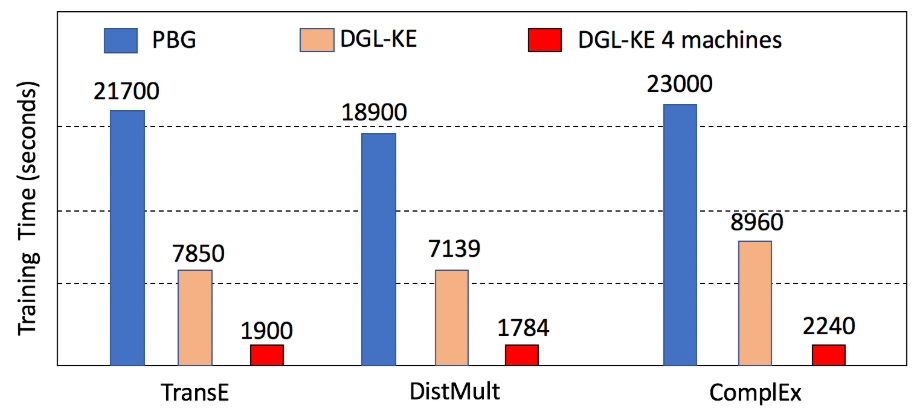 PBG
DGL-KE
DGL-KE 4 machines
Training Time (seconds)
21700
7850
1900
18900
7139
1784
23000
8960
2240
TransE
DistMult
ComplEx